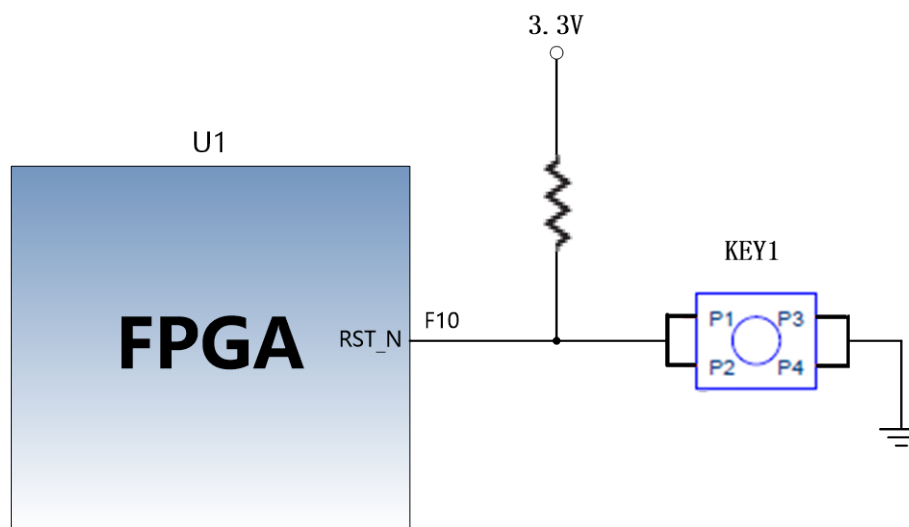 3.3V
U1
KEY1
FPGA
RST_N
F10
P1
P3
P2
P4